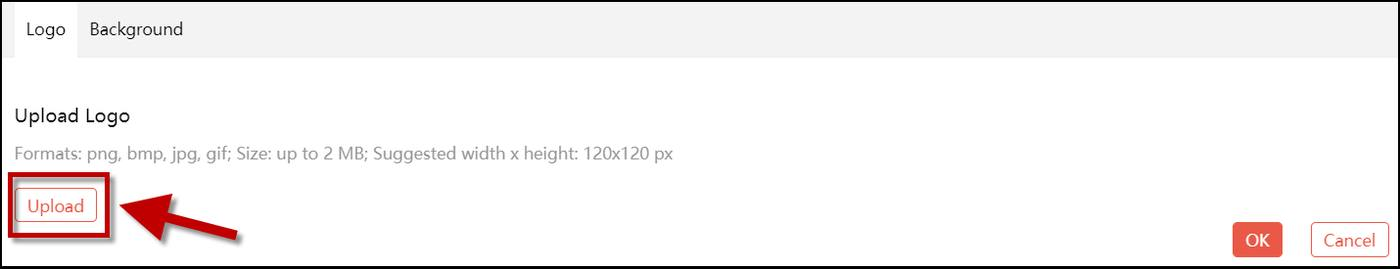 Logo Background
Upload Logo
Formats: png, bmp, jpg, gif; Size: up to 2 MB; Suggested width x height: 120x120 px
Upload
OK Cancel